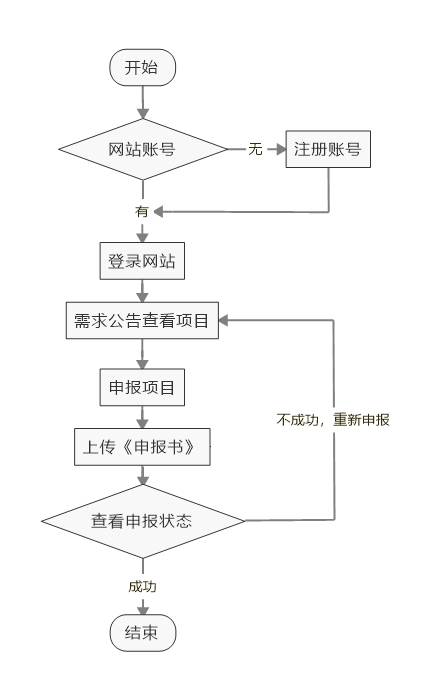 开始
网站账号
无
注册账号
有
登录网站
需求公告查看项目
申报项目
不成功，重新申报
上传《申报书》
查看申报状态
成功
结束